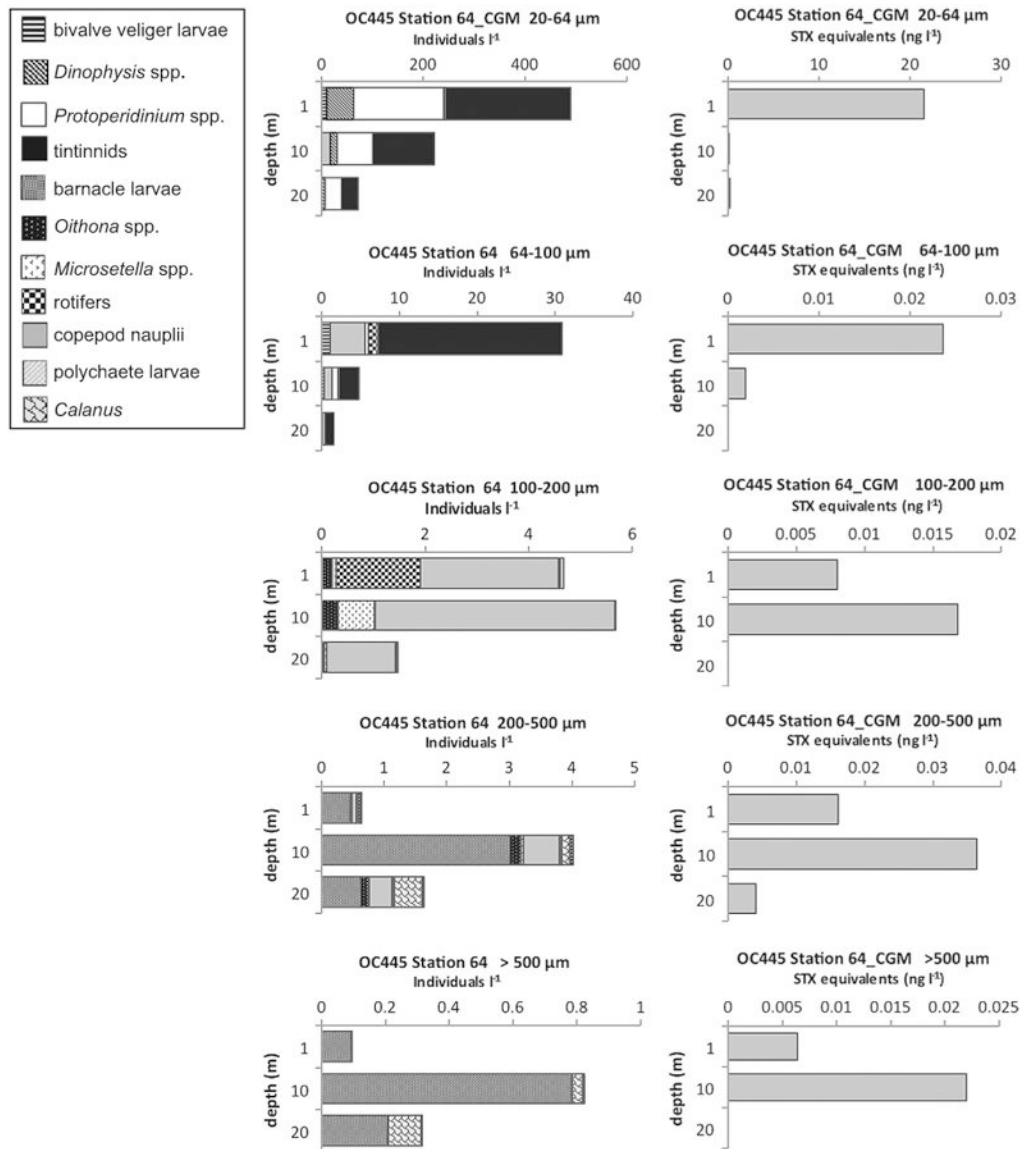 bivalve veliger larvae
Dinophysis spp.
Protoperidinium spp.
tintinnids
barnacle larvae
Oithona spp.
Microsetella spp.
rotifers
copepod nauplii
polychaete larvae
Calanus
OC445 Station 64_CGM 20-64 µm
Individuals l⁻¹
0 200 400 600
depth (m)
1
10
20
OC445 Station 64_CGM 20-64 µm
STX equivalents (ng l⁻¹)
0 10 20 30
depth (m)
1
10
20
OC445 Station 64 64-100 µm
Individuals l⁻¹
0 10 20 30 40
depth (m)
1
10
20
OC445 Station 64_CGM 64-100 µm
STX equivalents (ng l⁻¹)
0 0.01 0.02 0.03
depth (m)
1
10
20
OC445 Station 64 100-200 µm
Individuals l⁻¹
0 2 4 6
depth (m)
1
10
20
OC445 Station 64_CGM 100-200 µm
STX equivalents (ng l⁻¹)
0 0.005 0.01 0.015 0.02
depth (m)
1
10
20
OC445 Station 64 200-500 µm
Individuals l⁻¹
0 1 2 3 4 5
depth (m)
1
10
20
OC445 Station 64_CGM 200-500 µm
STX equivalents (ng l⁻¹)
0 0.01 0.02 0.03 0.04
depth (m)
1
10
20
OC445 Station 64 > 500 µm
Individuals l⁻¹
0 0.2 0.4 0.6 0.8 1
depth (m)
1
10
20
OC445 Station 64_CGM >500 µm
STX equivalents (ng l⁻¹)
0 0.005 0.01 0.015 0.02 0.025
depth (m)
1
10
20